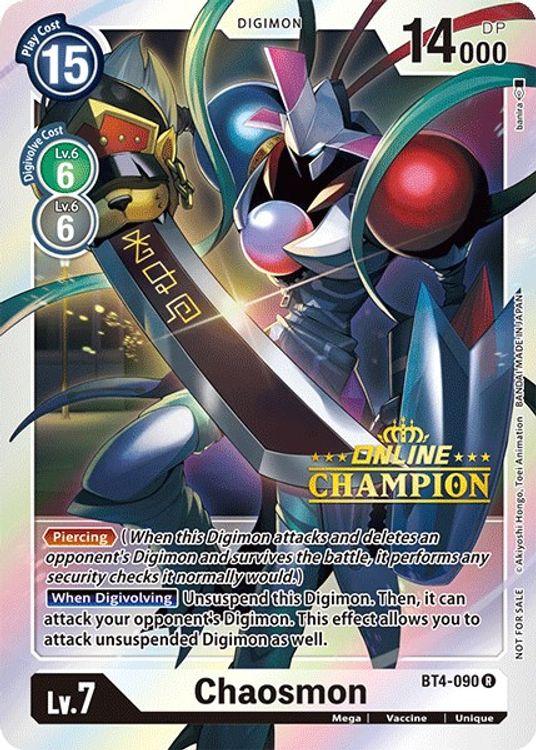 DIGIMON
Play Cost
15
14000
DP
Digivolve Cost
Lv.6
6
Lv.6
6
banira
ONLINE
CHAMPION
Piercing (When this Digimon attacks and deletes an
opponent's Digimon and survives the battle, it performs any
security checks it normally would.)
When Digivolving Unsuspend this Digimon. Then, it can
attack your opponent's Digimon. This effect allows you to
attack unsuspended Digimon as well.
NOT FOR SALE © Akiyoshi Hongo, Toei Animation BANDAI MADE IN JAPAN
Lv.7
Chaosmon
BT4-090 R
Mega | Vaccine | Unique